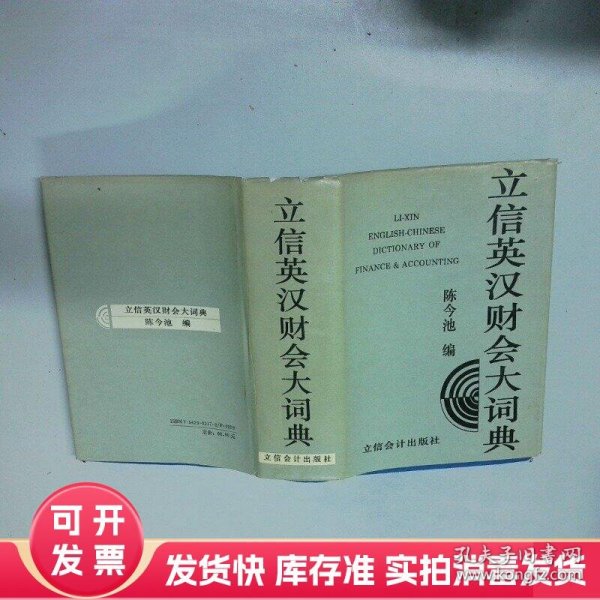 立信英汉财会大词典
陈今池 编
立信英汉财会大词典
立信会计出版社
LI-XIN
ENGLISH-CHINESE
DICTIONARY OF
FINANCE & ACCOUNTING
陈今池 编
立信英汉财会大词典
立信会计出版社
可开
发票
发货快 库存准 实拍消毒发货
孔夫子旧书网
www.kongfz.com